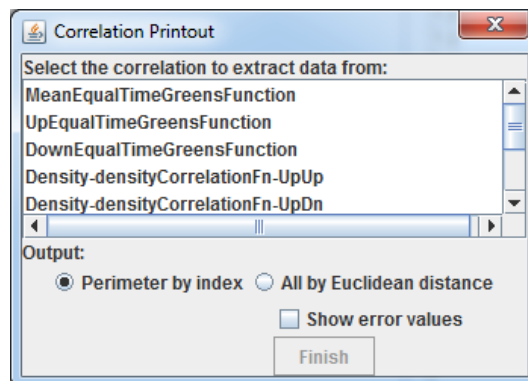 Correlation Printout
Select the correlation to extract data from:
MeanEqualTimeGreensFunction
UpEqualTimeGreensFunction
DownEqualTimeGreensFunction
Density-densityCorrelationFn-UpUp
Density-densityCorrelationFn-UpDn
Output:
Perimeter by index All by Euclidean distance
Show error values
Finish